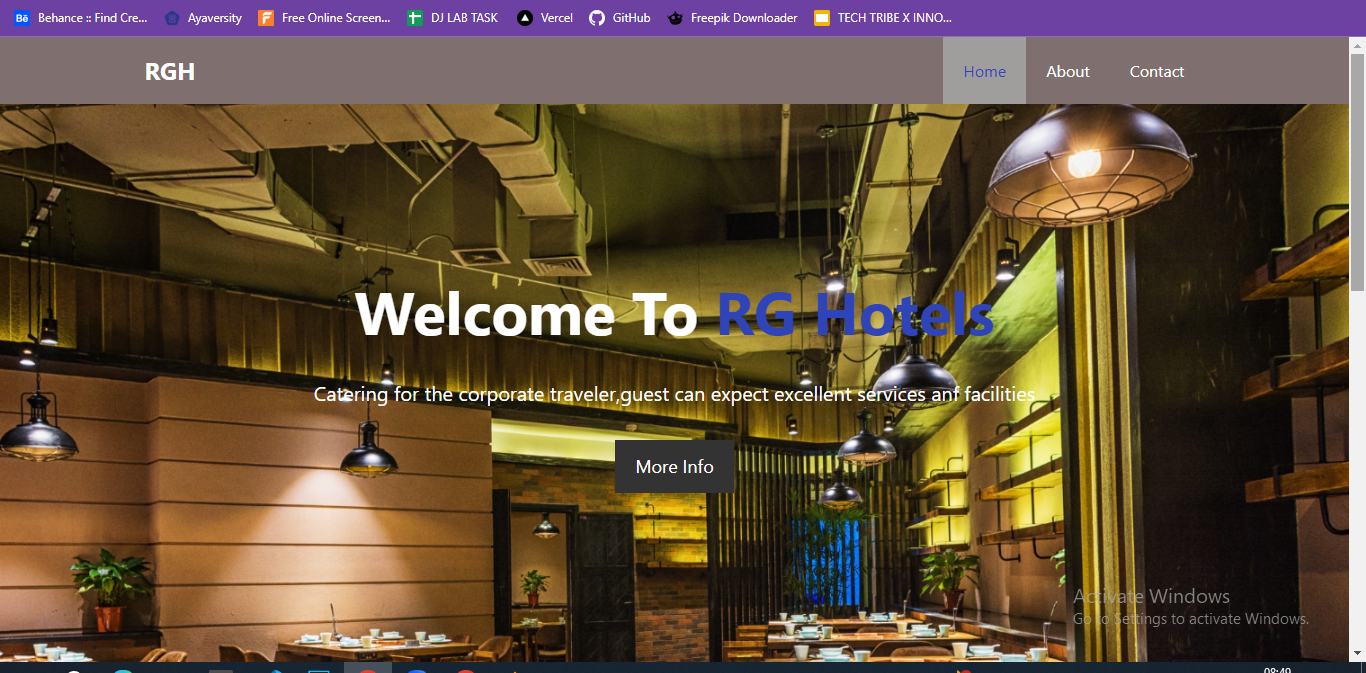 Bē Behance :: Find Cre... Ayaversity Free Online Screen... DJ LAB TASK Vercel GitHub Freepik Downloader TECH TRIBE X INNO...
RGH Home About Contact
Welcome To RG Hotels
Catering for the corporate traveler,guest can expect excellent services anf facilities
More Info
Activate Windows
Go to Settings to activate Windows.
08:49